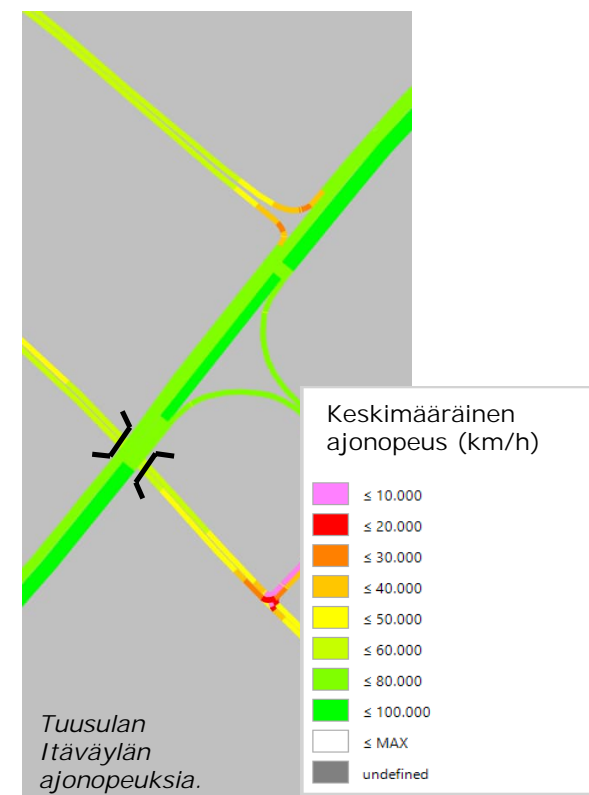 Keskimääräinen
ajonopeus (km/h)
≤ 10.000
≤ 20.000
≤ 30.000
≤ 40.000
≤ 50.000
≤ 60.000
≤ 80.000
≤ 100.000
≤ MAX
undefined
Tuusulan
Itäväylän
ajonopeuksia.